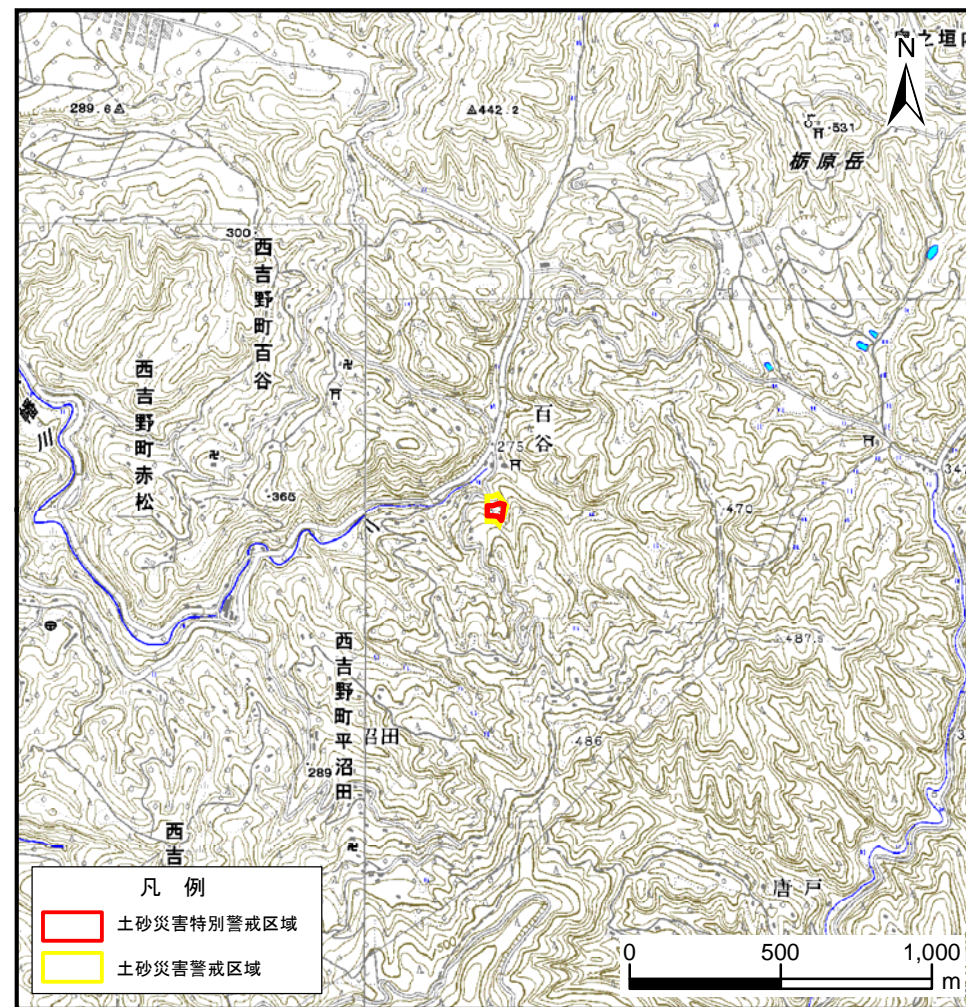 N
289.6
442.2
531
栃原岳
300
西吉野町百谷
西吉野町赤松
川
百谷
275
365
470
487.5
西吉野町平沼田
沼田
486
289
西吉
唐戸
凡 例
土砂災害特別警戒区域
土砂災害警戒区域
0 500 1,000
m